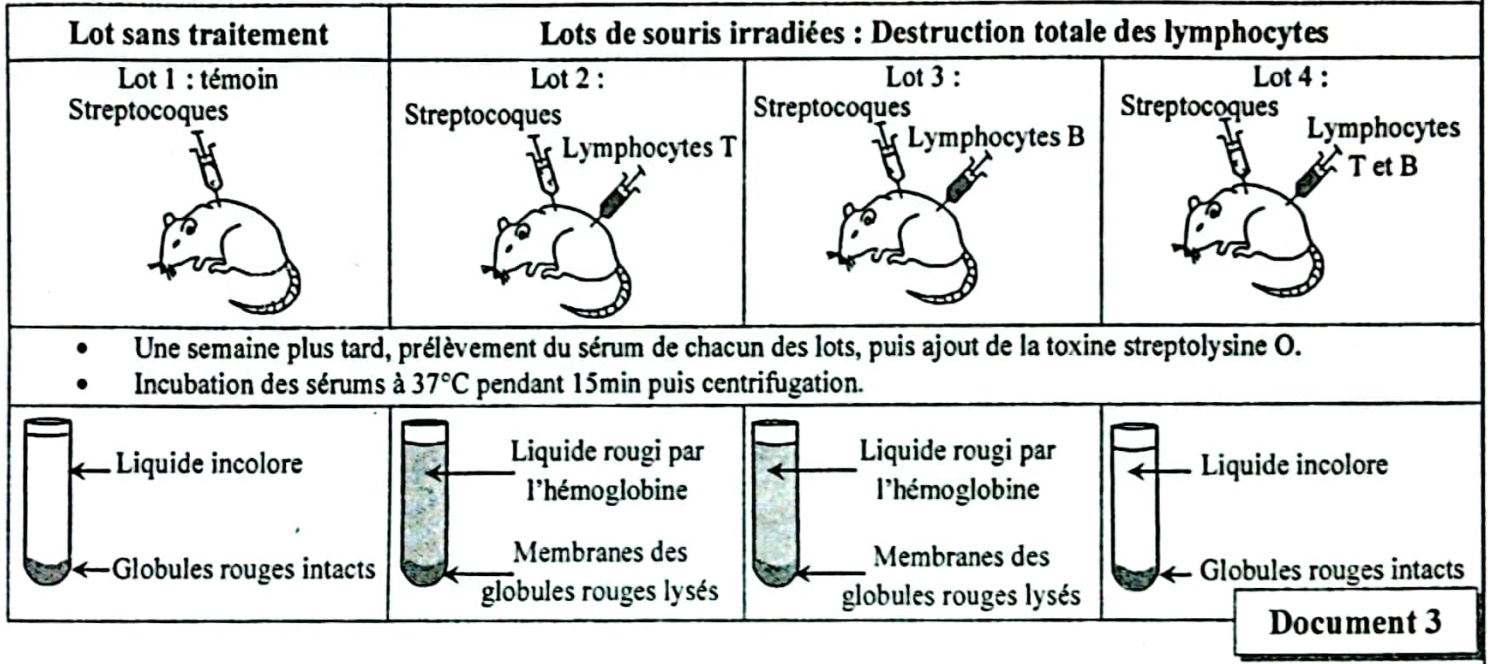 Lot sans traitement
Lots de souris irradiées : Destruction totale des lymphocytes
Lot 1 : témoin
Streptocoques
Lot 2 :
Streptocoques
Lymphocytes T
Lot 3 :
Streptocoques
Lymphocytes B
Lot 4 :
Streptocoques
Lymphocytes
T et B
• Une semaine plus tard, prélèvement du sérum de chacun des lots, puis ajout de la toxine streptolysine O.
• Incubation des sérums à 37°C pendant 15min puis centrifugation.
Liquide incolore
Globules rouges intacts
Liquide rougi par
l'hémoglobine
Membranes des
globules rouges lysés
Liquide rougi par
l'hémoglobine
Membranes des
globules rouges lysés
Liquide incolore
Globules rouges intacts
Document 3